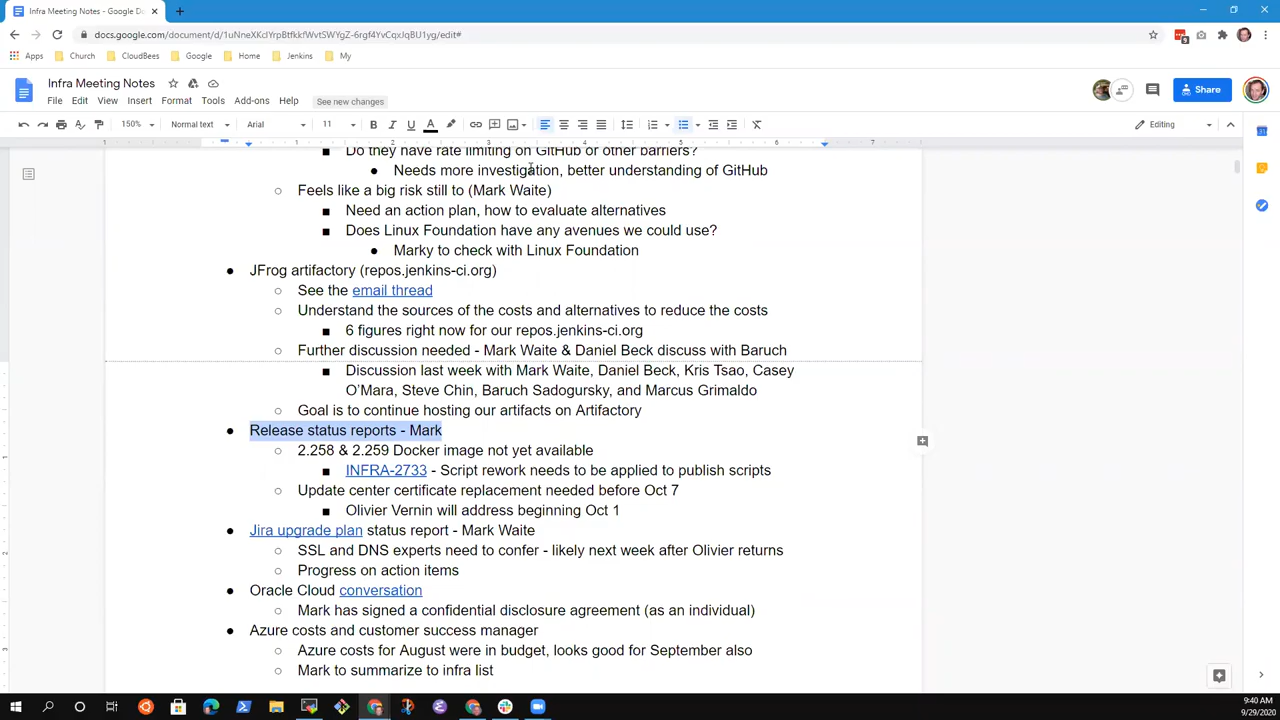 Infra Meeting Notes - Google Do
docs.google.com/document/d/
Apps
Church
CloudBees
Google
Home
Jenkins
My
Infra Meeting Notes
File
Edit
View
Insert
Format
Tools
Add-ons
Help
See new changes
Share
150%
Normal text
Arial
11
Editing
1
1
2
3
4
5
6
7
Do they have rate limiting on GitHub or other barriers?
Needs more investigation, better understanding of GitHub
Feels like a big risk still to (Mark Waite)
Need an action plan, how to evaluate alternatives
Does Linux Foundation have any avenues we could use?
Marky to check with Linux Foundation
JFrog artifactory (repos.jenkins-ci.org)
See the email thread
Understand the sources of the costs and alternatives to reduce the costs
6 figures right now for our repos.jenkins-ci.org
Further discussion needed - Mark Waite & Daniel Beck discuss with Baruch
Discussion last week with Mark Waite, Daniel Beck, Kris Tsao, Casey
O'Mara, Steve Chin, Baruch Sadogursky, and Marcus Grimaldo
Goal is to continue hosting our artifacts on Artifactory
Release status reports - Mark
2.258 & 2.259 Docker image not yet available
INFRA-2733 - Script rework needs to be applied to publish scripts
Update center certificate replacement needed before Oct 7
Olivier Vernin will address beginning Oct 1
Jira upgrade plan status report - Mark Waite
SSL and DNS experts need to confer - likely next week after Olivier returns
Progress on action items
Oracle Cloud conversation
Mark has signed a confidential disclosure agreement (as an individual)
Azure costs and customer success manager
Azure costs for August were in budget, looks good for September also
Mark to summarize to infra list
9:40 AM
9/29/2020